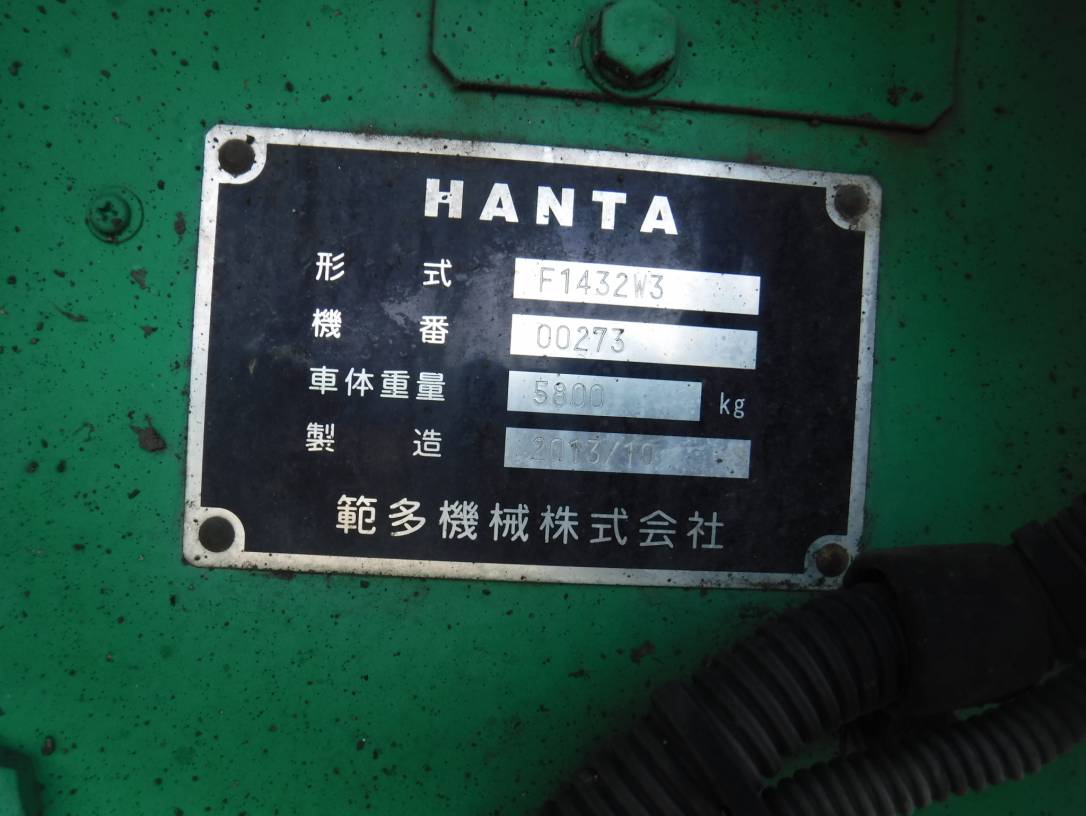 HANTA
形式 F1432W3
機番 00273
車体重量 5800 kg
製造 2013/10
範多機械株式会社